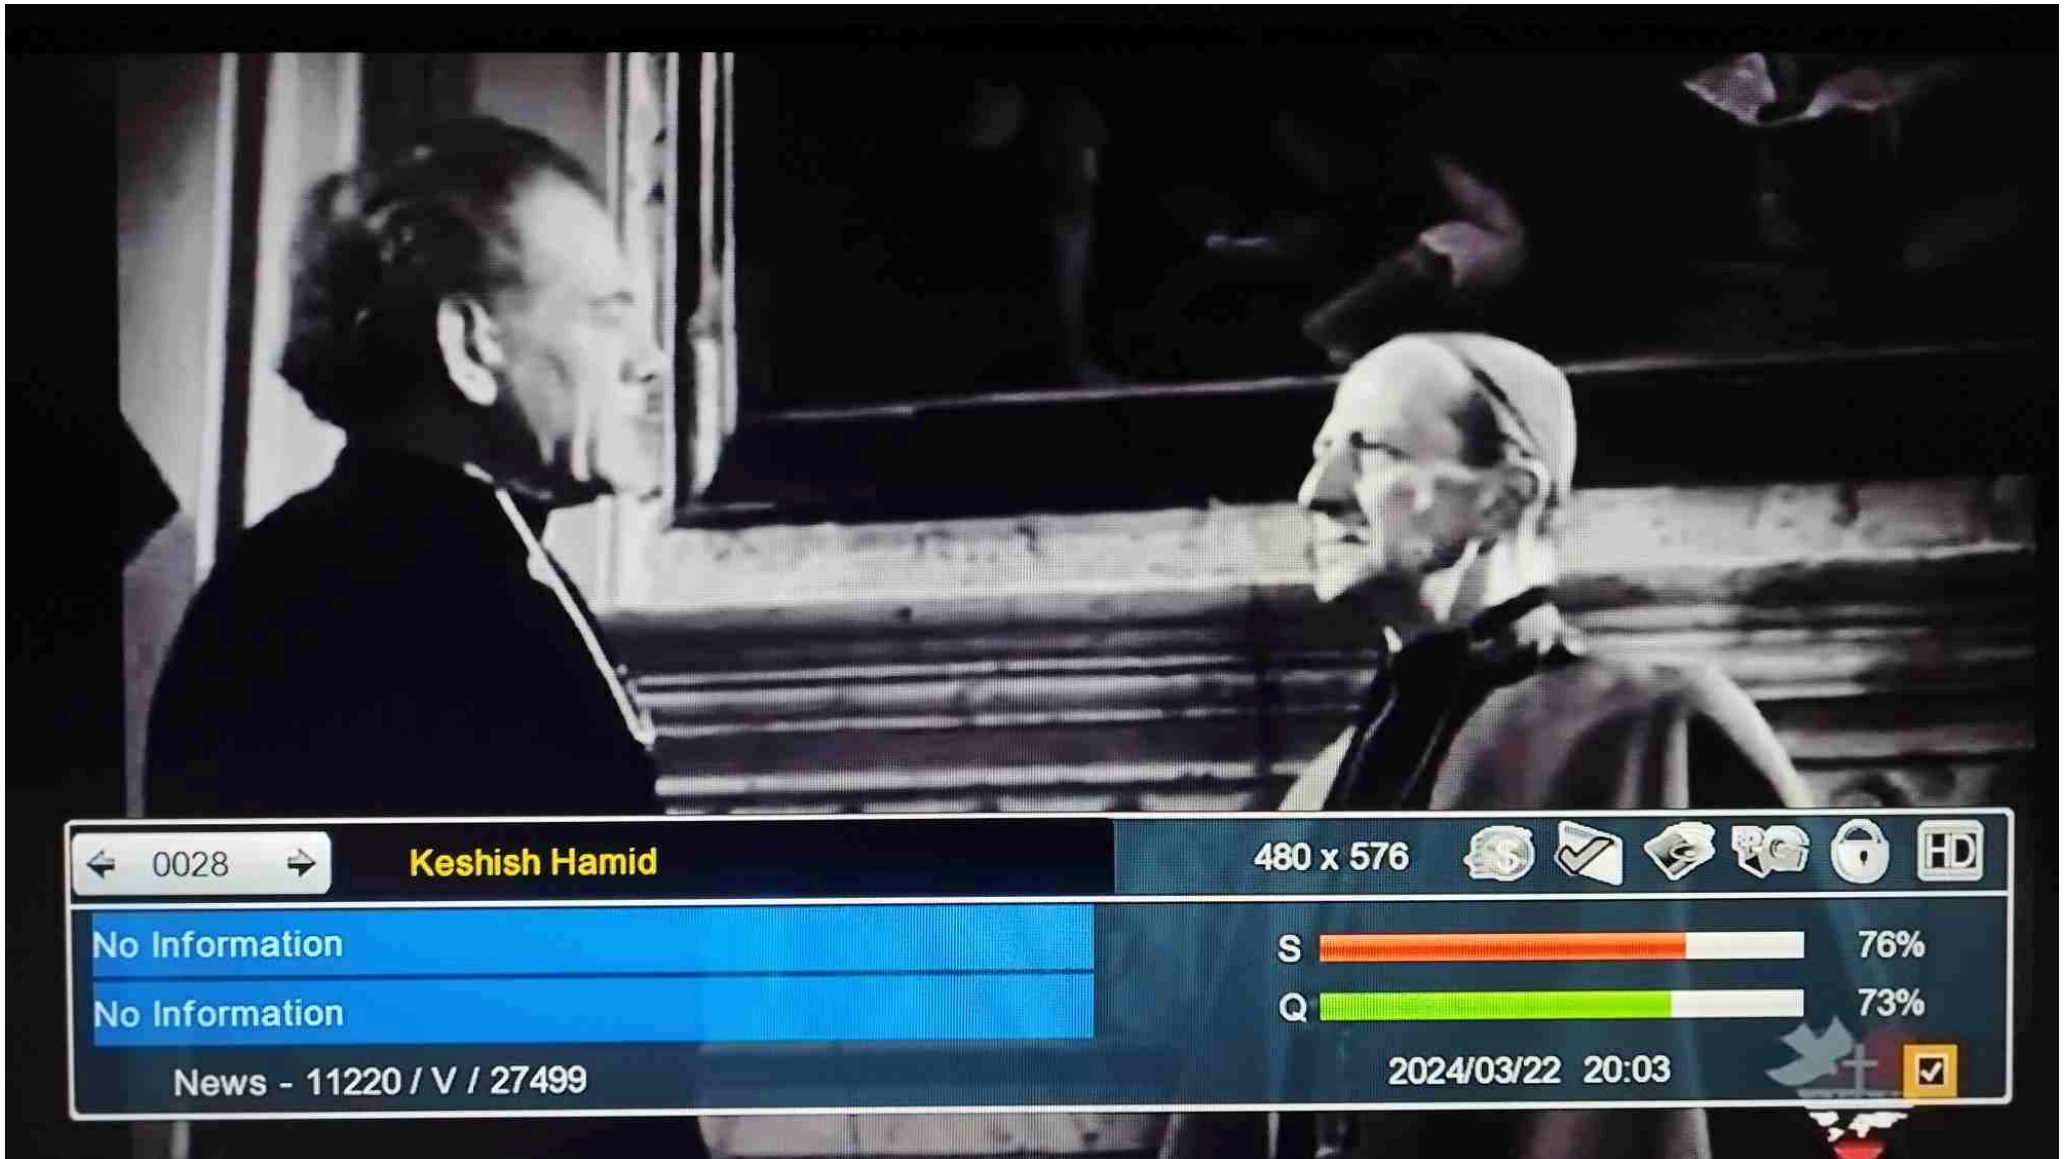 0028
Keshish Hamid
480 x 576
HD
No Information
S
76%
No Information
Q
73%
News - 11220 / V / 27499
2024/03/22 20:03